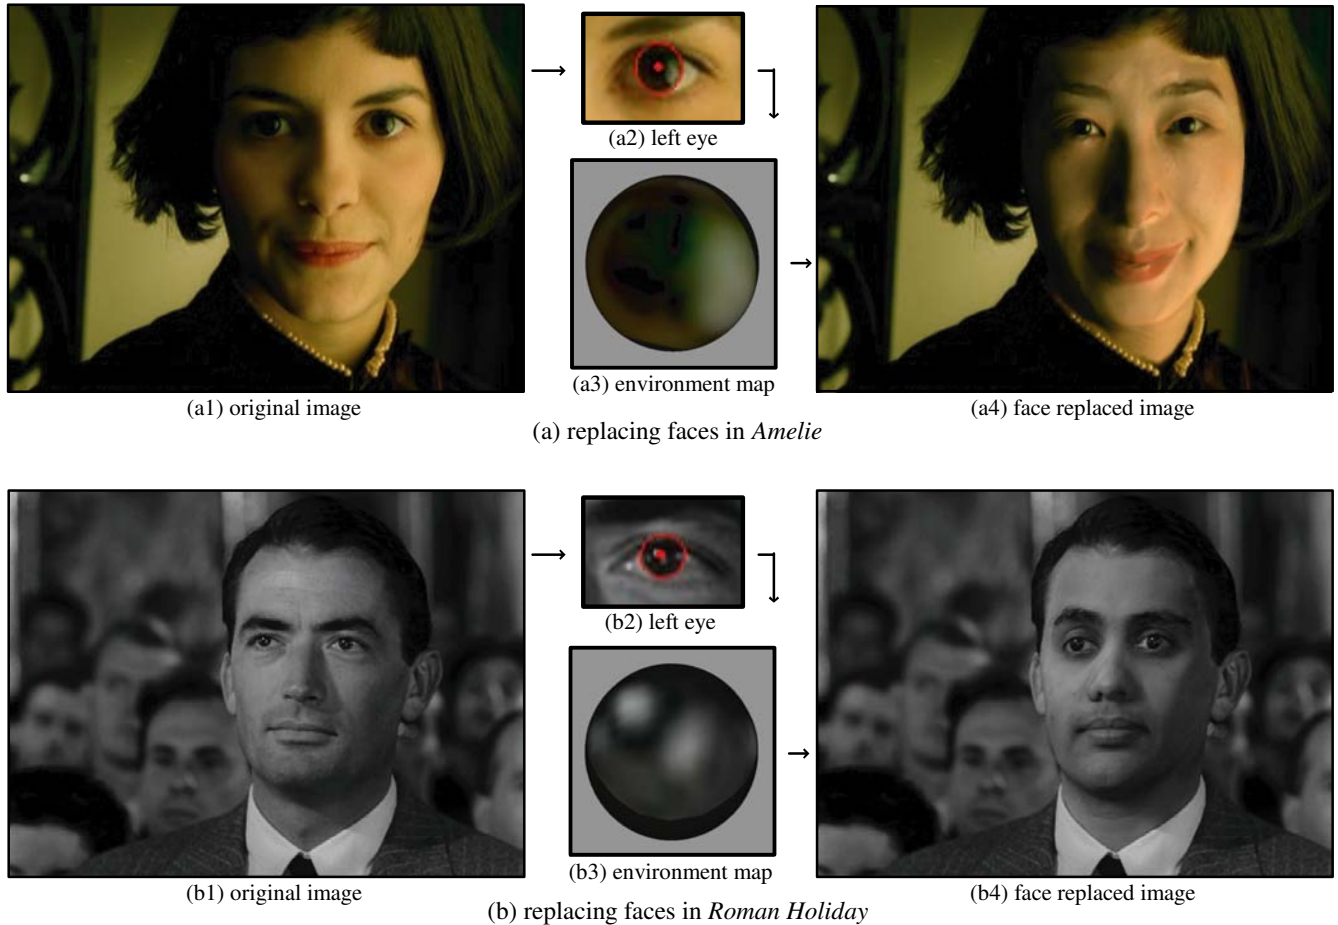 (a2) left eye
(a3) environment map
(a1) original image
(a4) face replaced image
(a) replacing faces in Amelie
(b2) left eye
(b3) environment map
(b1) original image
(b4) face replaced image
(b) replacing faces in Roman Holiday